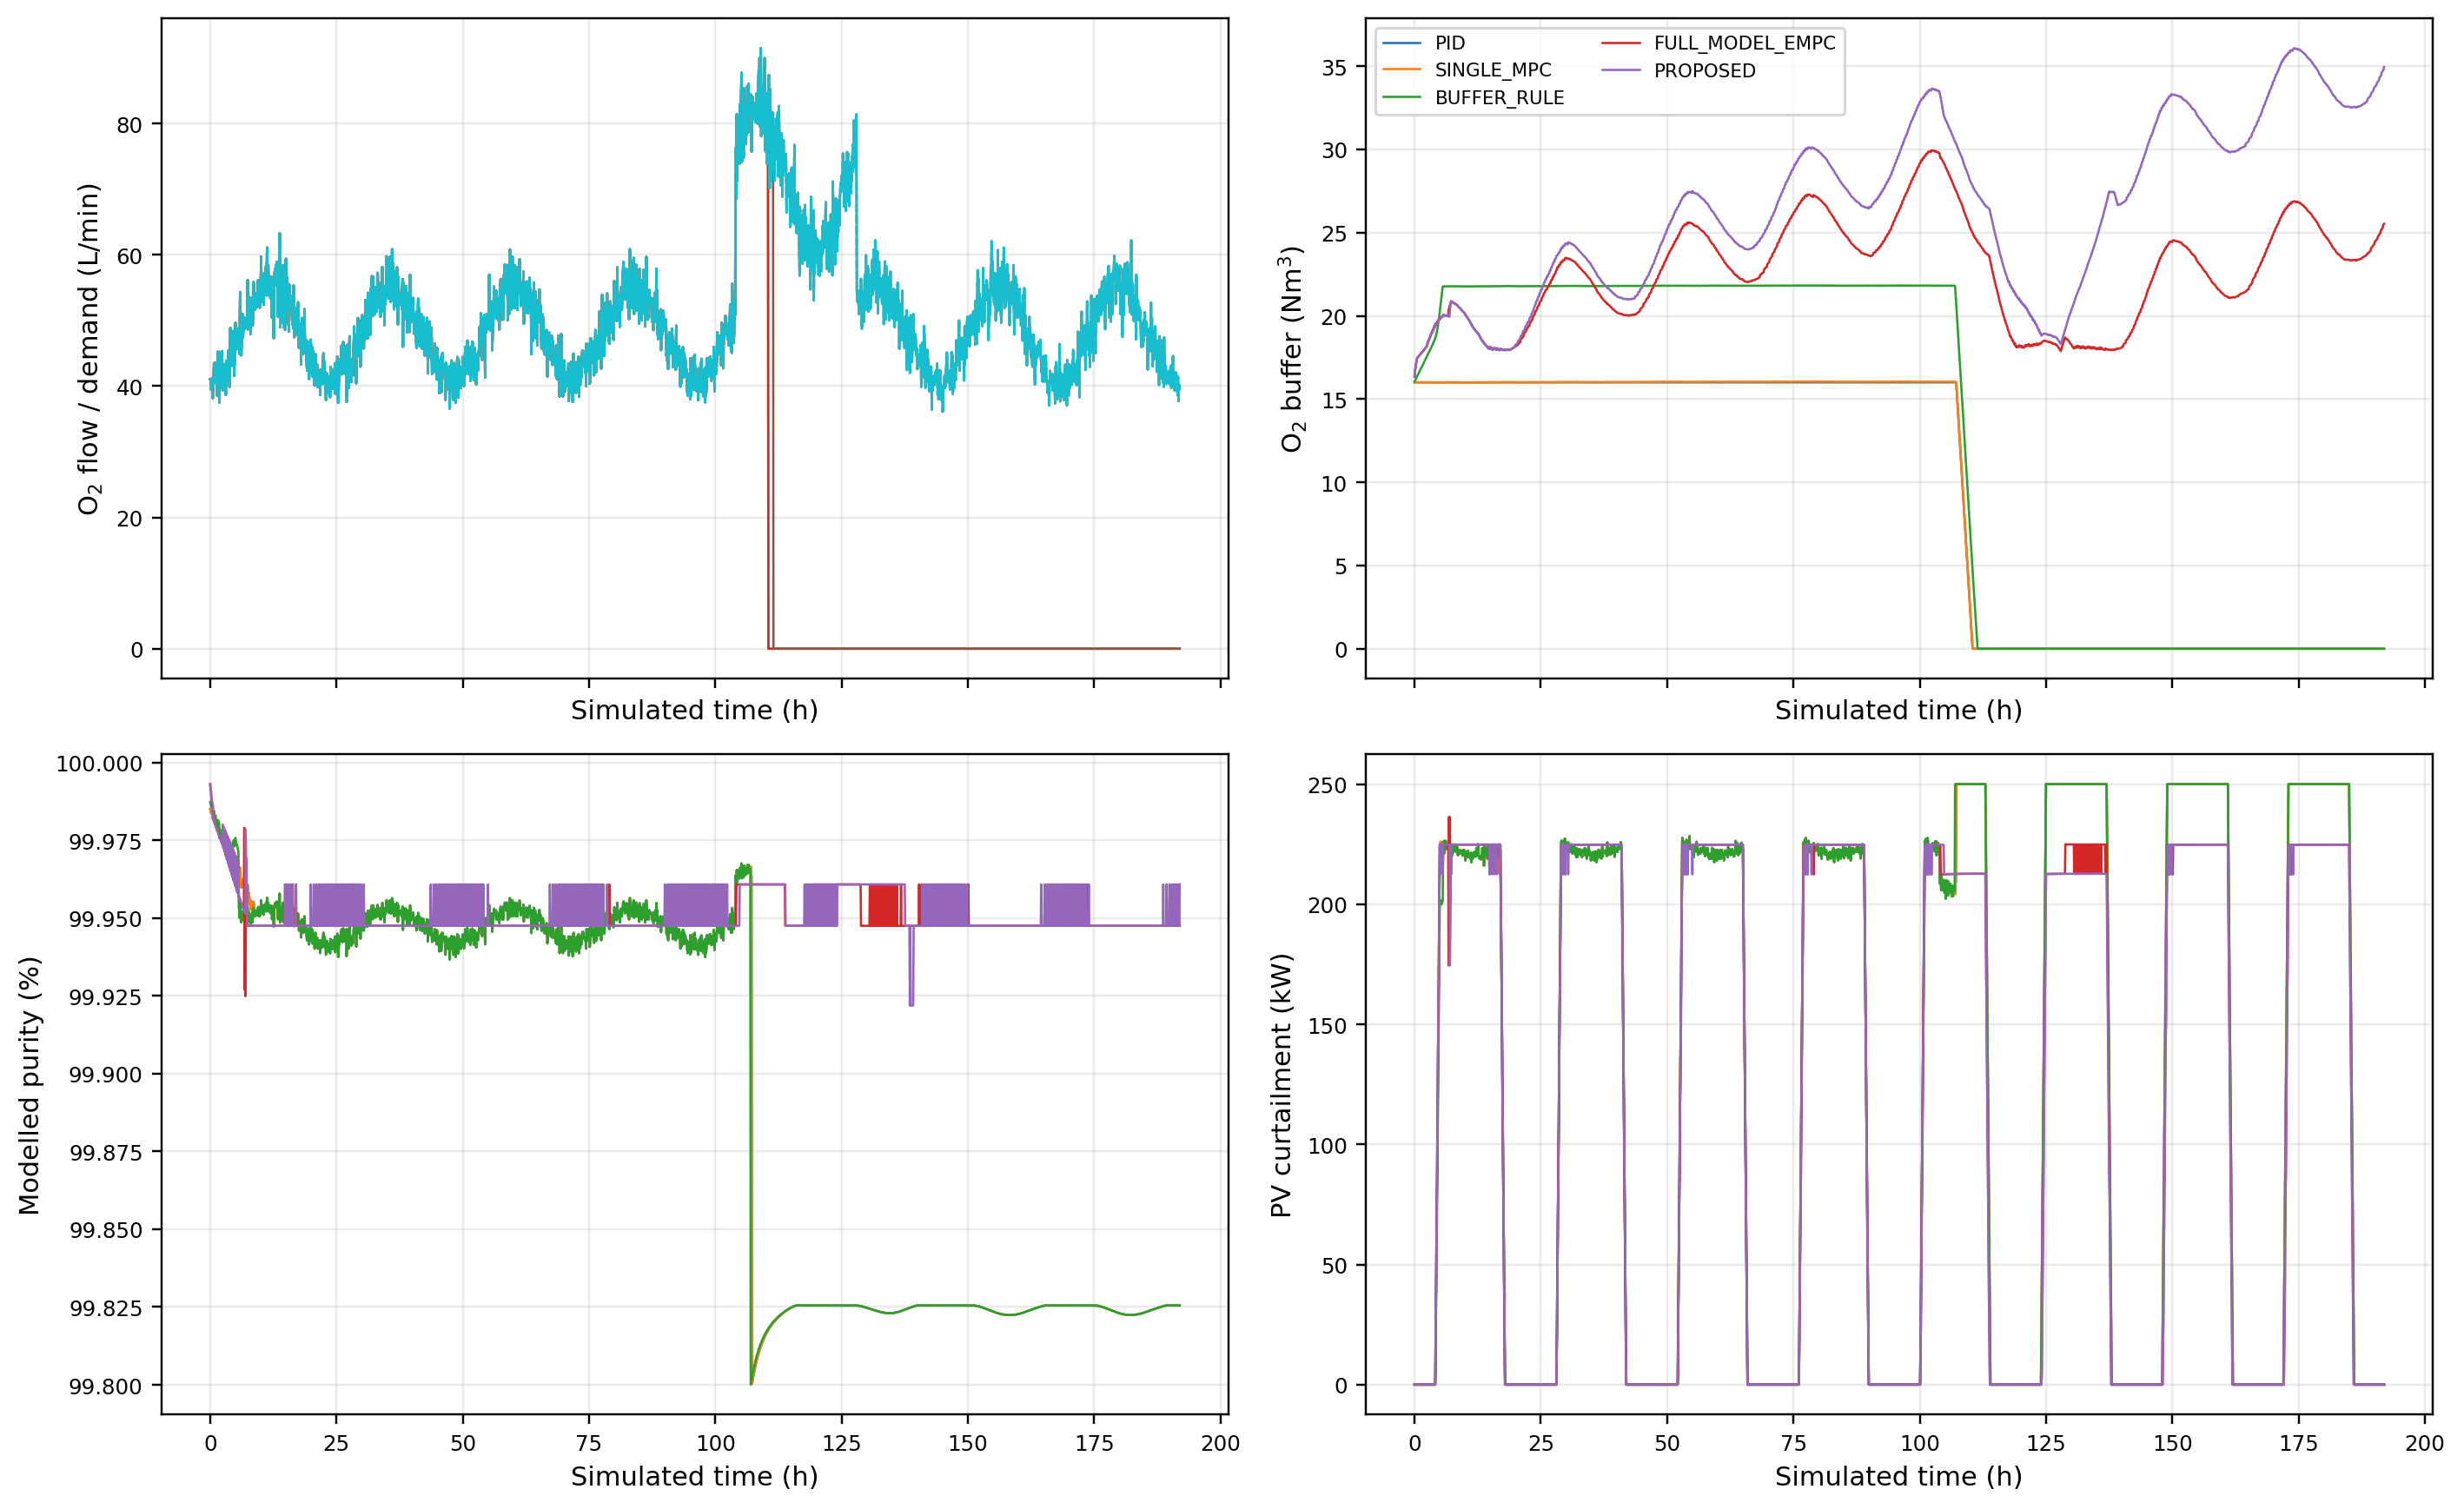 O2 flow / demand (L/min)
80
60
40
20
0
Simulated time (h)
O2 buffer (Nm3)
35
30
25
20
15
10
5
0
PID
SINGLE_MPC
BUFFER_RULE
FULL_MODEL_EMPC
PROPOSED
Simulated time (h)
Modelled purity (%)
100.000
99.975
99.950
99.925
99.900
99.875
99.850
99.825
99.800
0 25 50 75 100 125 150 175 200
Simulated time (h)
PV curtailment (kW)
250
200
150
100
50
0
0 25 50 75 100 125 150 175 200
Simulated time (h)